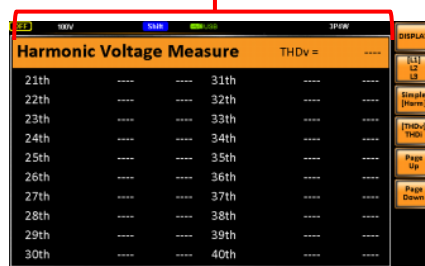 OFF 100V Shift USB 3P4W
DISPLAY
Harmonic Voltage Measure THDv = ----
[L1]
L2
L3
Simple
[Harm]
[THDv]
THDi
Page
Up
Page
Down
21th ---- ---- 31th ---- ----
22th ---- ---- 32th ---- ----
23th ---- ---- 33th ---- ----
24th ---- ---- 34th ---- ----
25th ---- ---- 35th ---- ----
26th ---- ---- 36th ---- ----
27th ---- ---- 37th ---- ----
28th ---- ---- 38th ---- ----
29th ---- ---- 39th ---- ----
30th ---- ---- 40th ---- ----